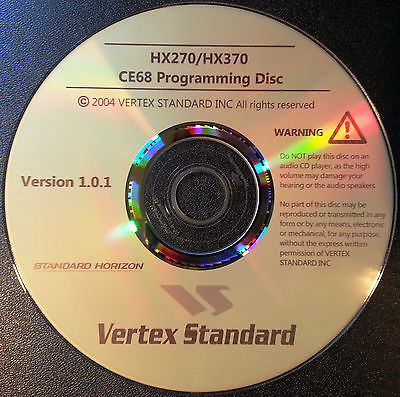 HX270/HX370
CE68 Programming Disc
© 2004 VERTEX STANDARD INC All rights reserved
WARNING
Do NOT play this disc on an
audio CD player, as the high
volume may damage your
hearing or the audio speakers.
Version 1.0.1
No part of this disc may be
reproduced or transmitted in any
form or by any means, electronic
or mechanical, for any purpose,
without the express written
permission of VERTEX
STANDARD INC
STANDARD HORIZON
Vertex Standard